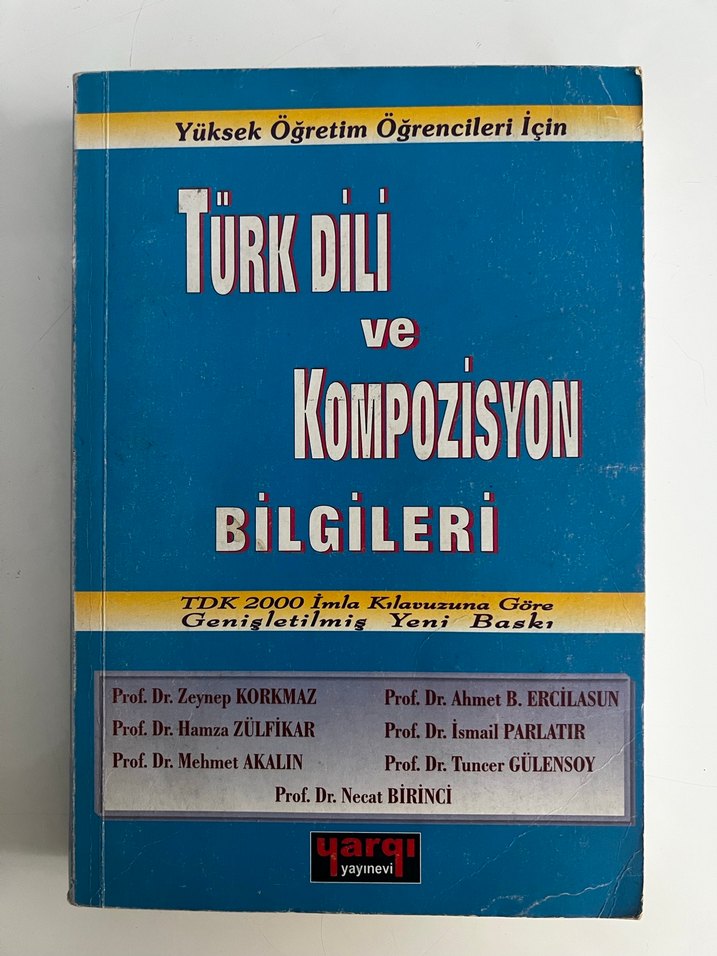 Yüksek Öğretim Öğrencileri İçin
TÜRK DİLİ
ve
KOMPOZİSYON
BİLGİLERİ
TDK 2000 İmla Kılavuzuna Göre
Genişletilmiş Yeni Baskı
Prof. Dr. Zeynep KORKMAZ Prof. Dr. Ahmet B. ERCİLASUN
Prof. Dr. Hamza ZÜLFİKAR Prof. Dr. İsmail PARLATIR
Prof. Dr. Mehmet AKALIN Prof. Dr. Tuncer GÜLENSOY
Prof. Dr. Necat BİRİNCİ
yargı
yayınevi